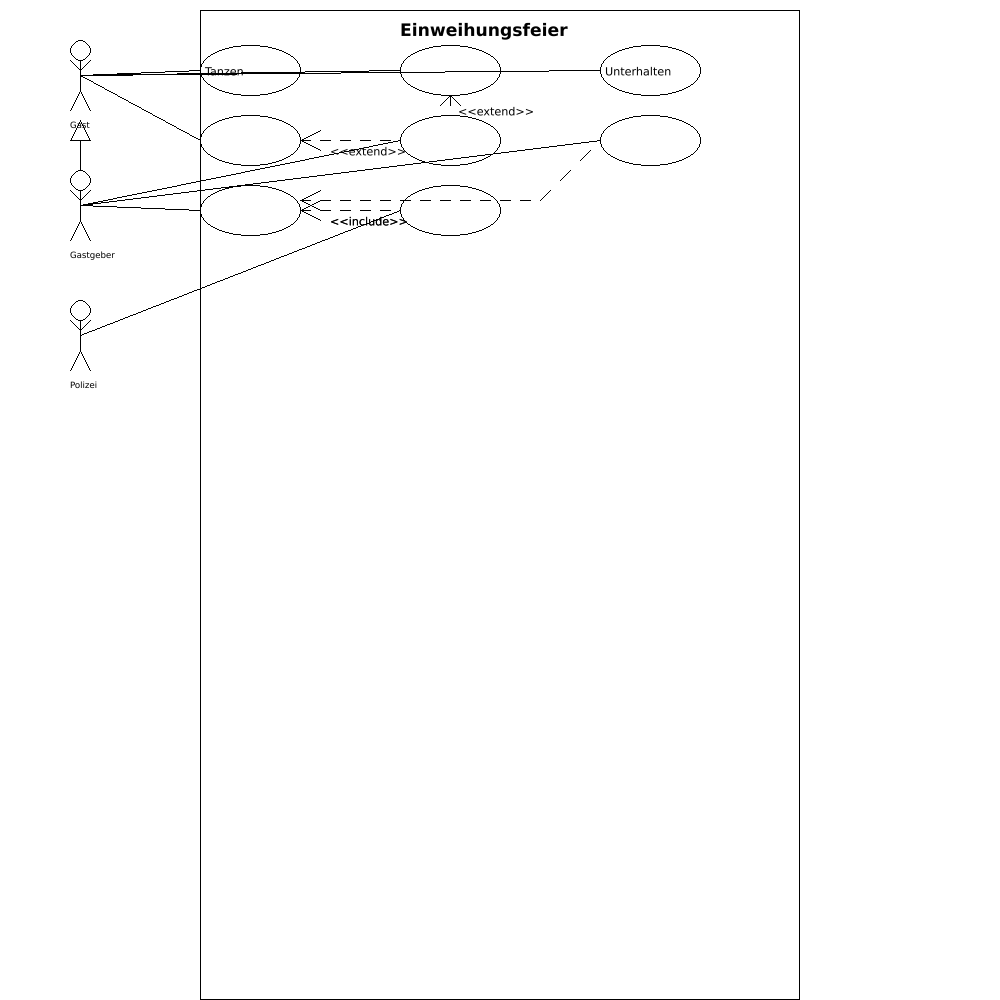 Einweihungsfeier
Tanzen
Unterhalten
<<extend>>
Gast
<<extend>>
<<include>>
Gastgeber
Polizei